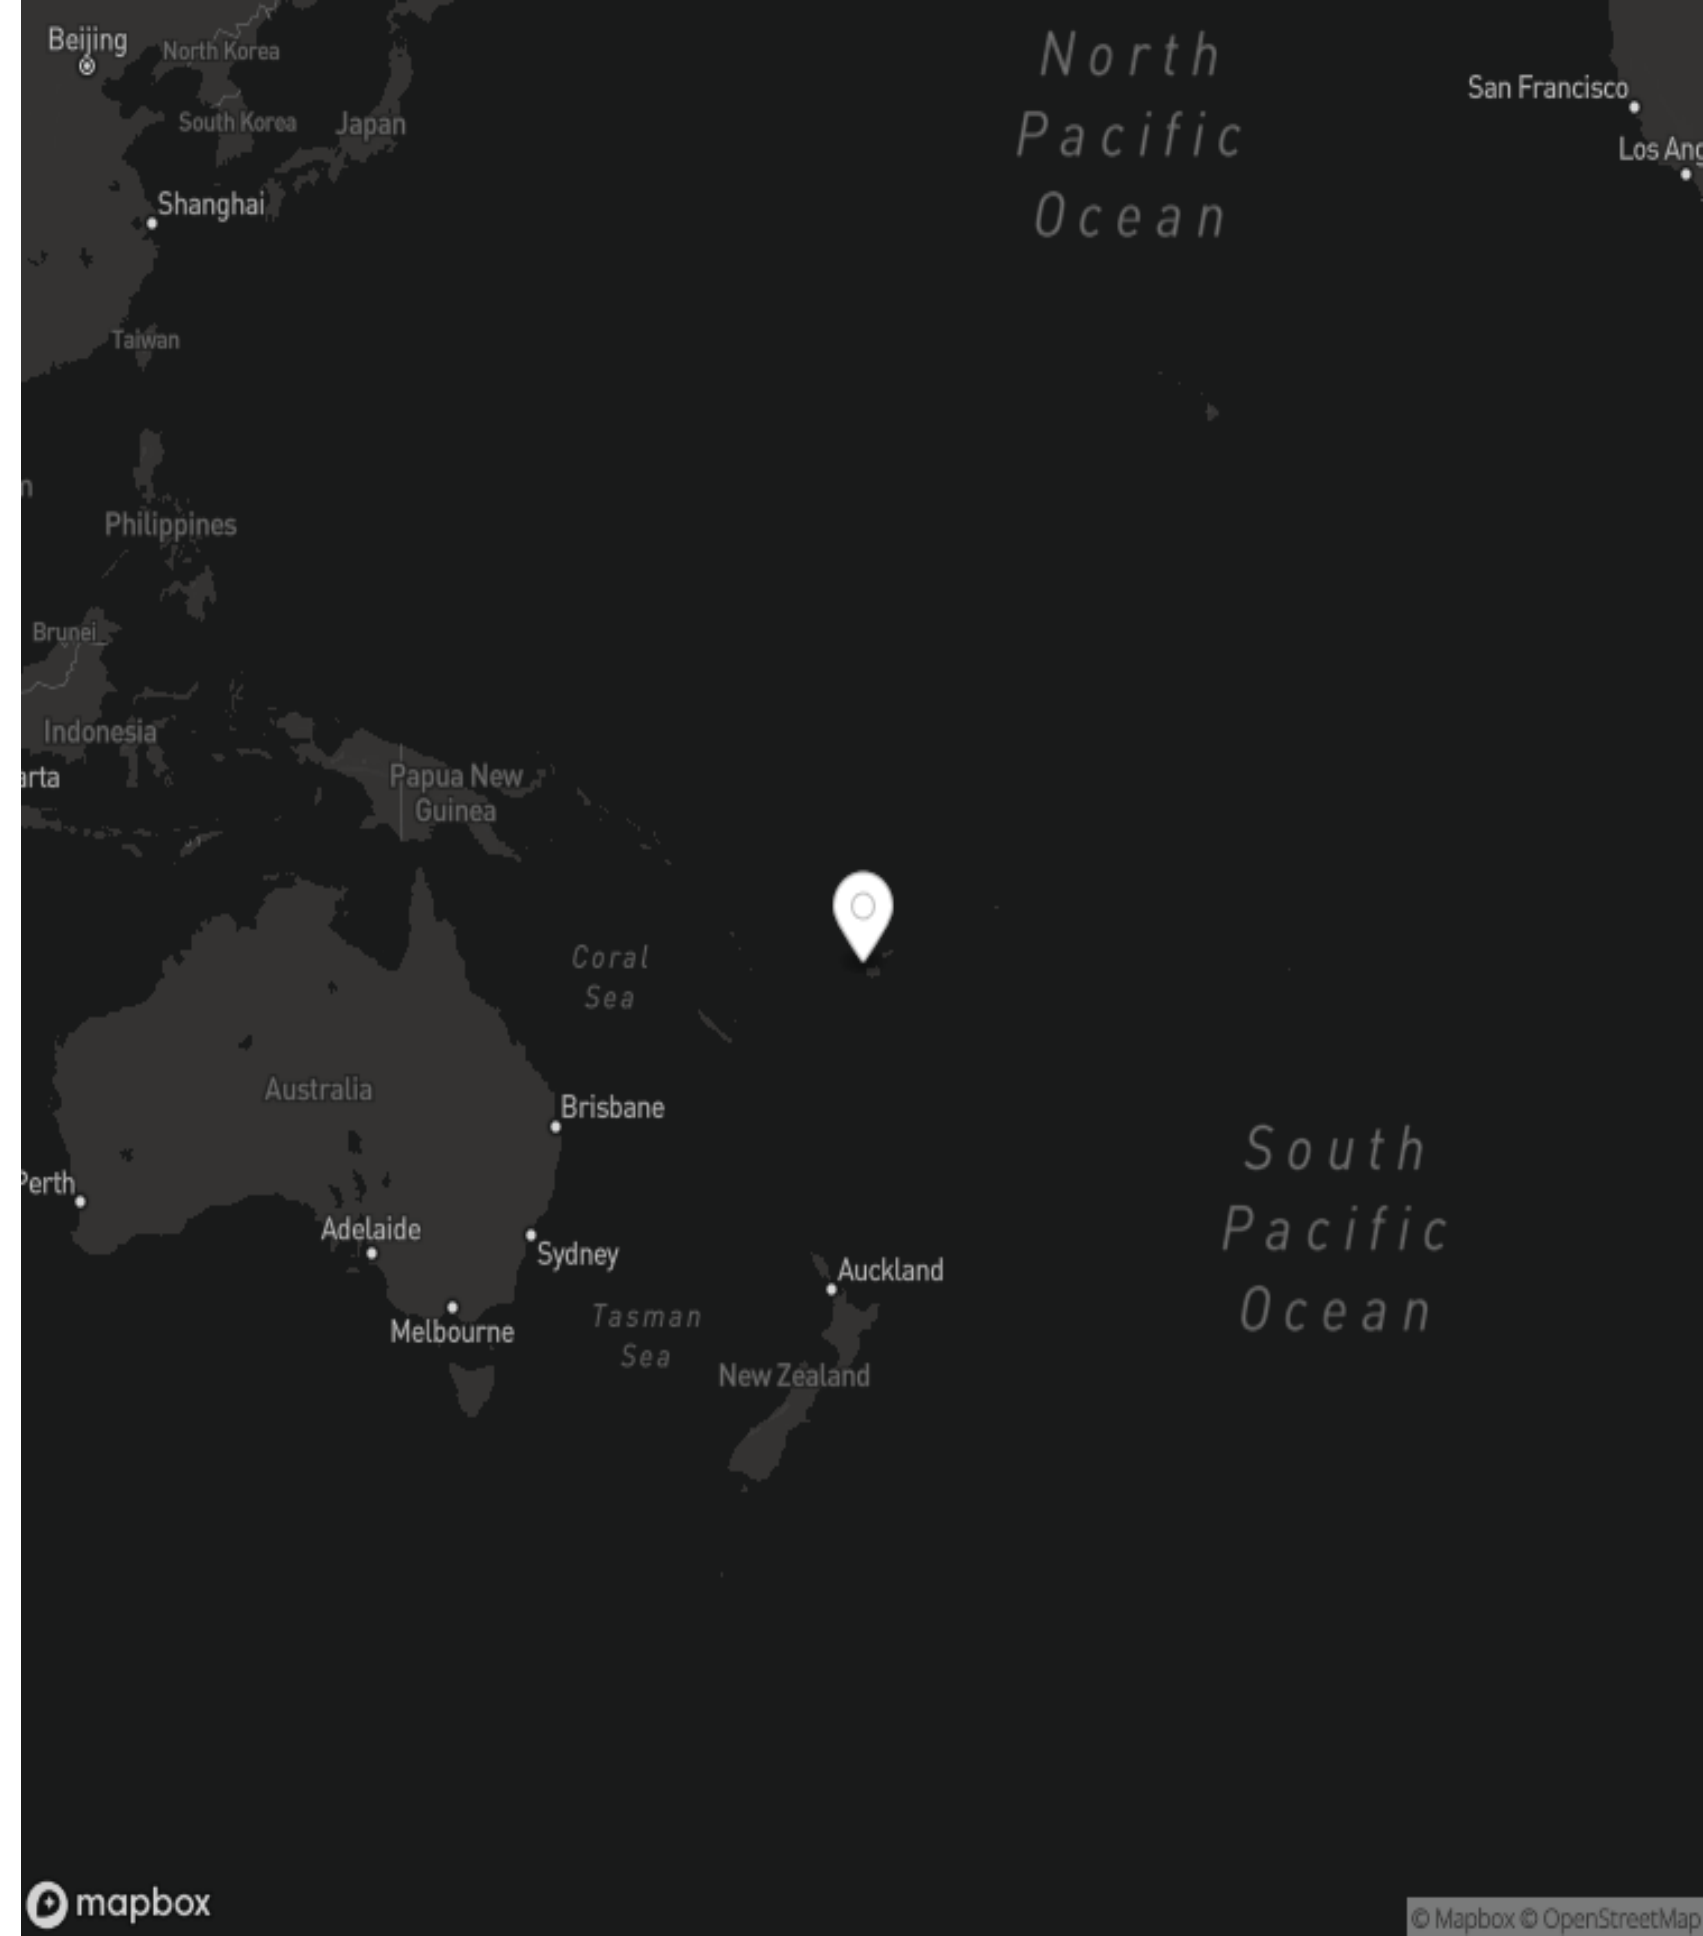 Beijing
North Korea
North
Pacific
Ocean
San Francisco
South Korea
Japan
Los Ang
Shanghai
Taiwan
n
Philippines
Brunei
Indonesia
arta
Papua New
Guinea
Coral
Sea
Australia
Brisbane
South
Pacific
Ocean
Perth
Adelaide
Sydney
Auckland
Melbourne
Tasman
Sea
New Zealand
mapbox
© Mapbox © OpenStreetMap